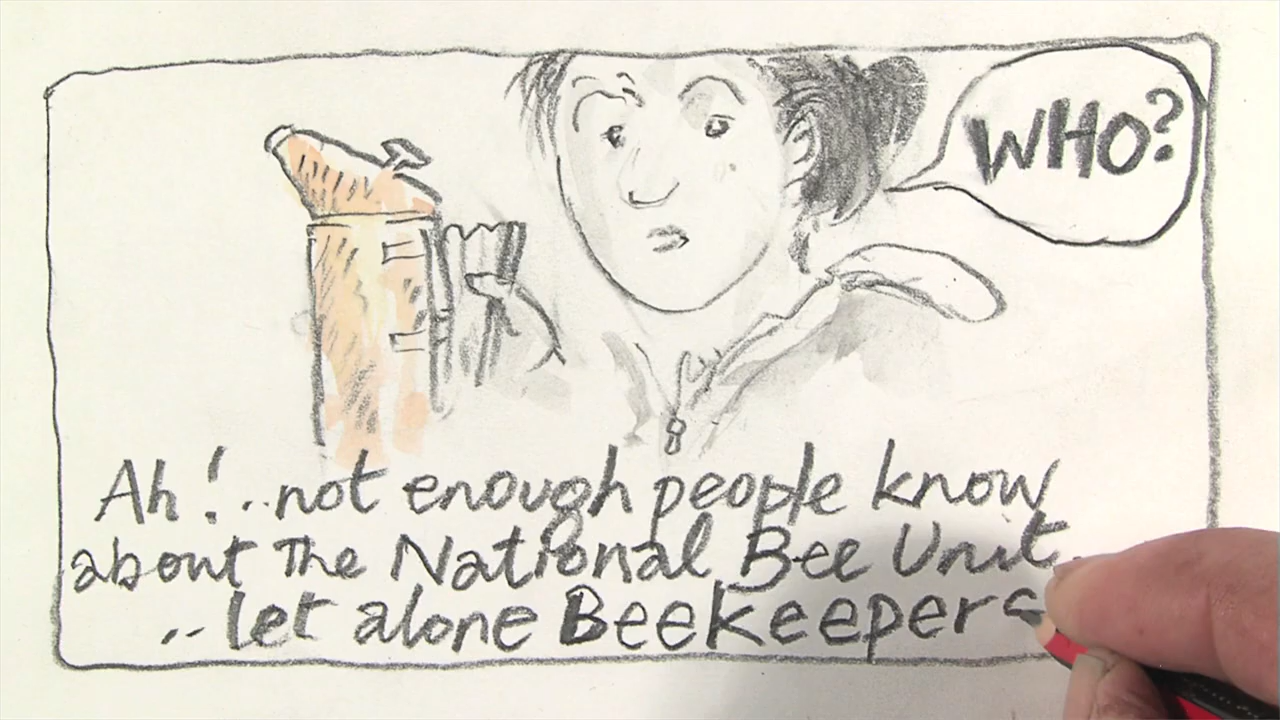 WHO?
Ah!..not enough people know
about The National Bee Unit.
..let alone Beekeepers